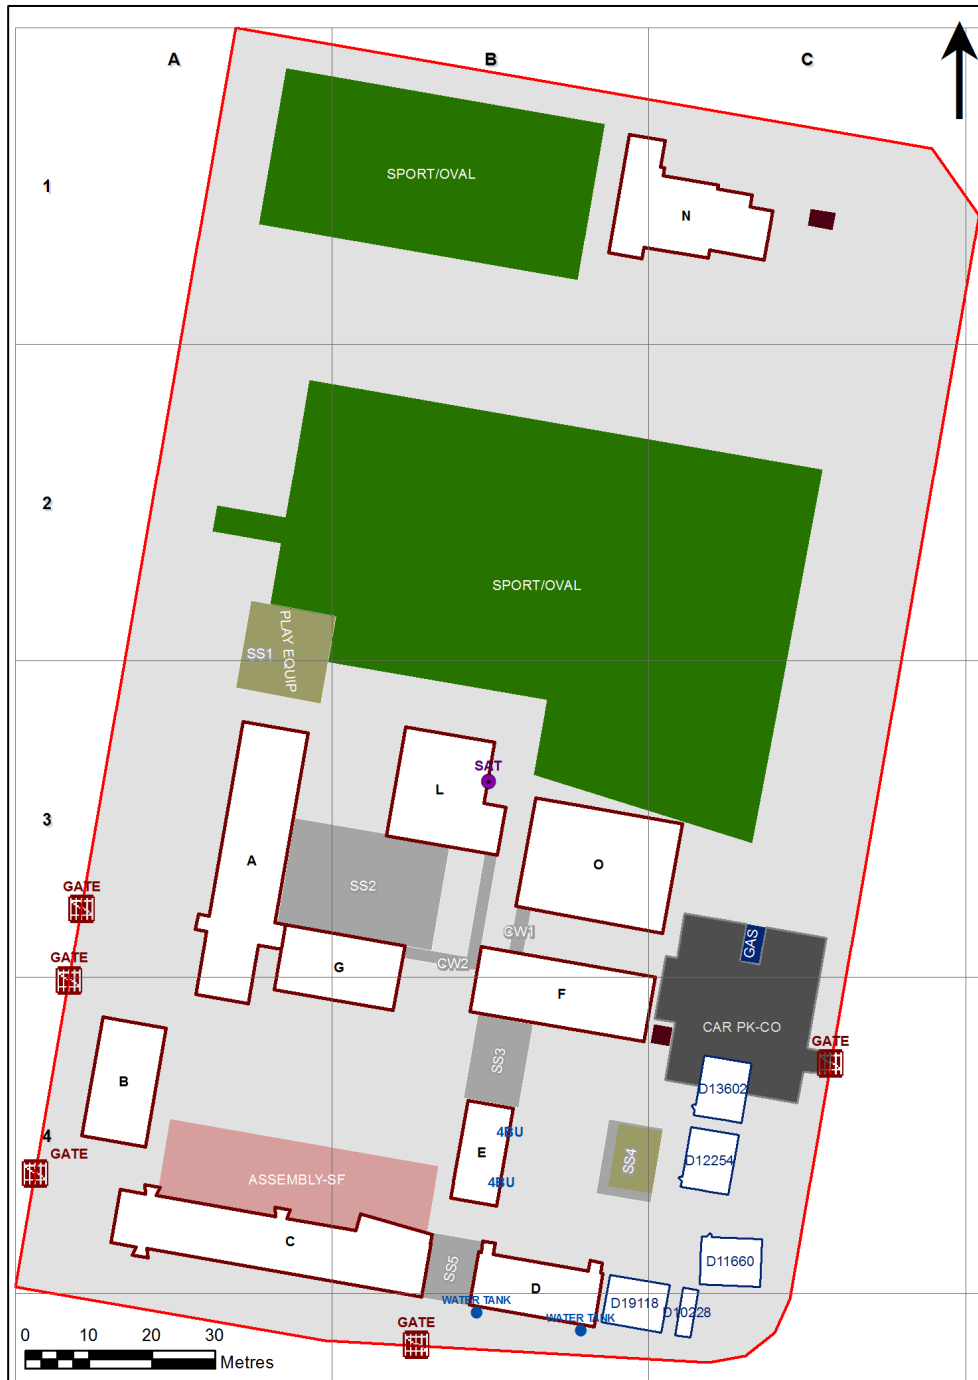 A
B
C
1
SPORT/OVAL
N
2
SPORT/OVAL
PLAY EQUIP
SS1
SAT
L
3
A
O
SS2
GATE
CW1
GAS
CW2
G
GATE
F
CAR PK-CO
GATE
SS3
B
D13602
4BU
4
E
SS4
D12254
GATE
ASSEMBLY-SF
4BU
C
SS5
D11660
D
WATER TANK
D19118
D10228
WATER TANK
GATE
0 10 20 30
Metres